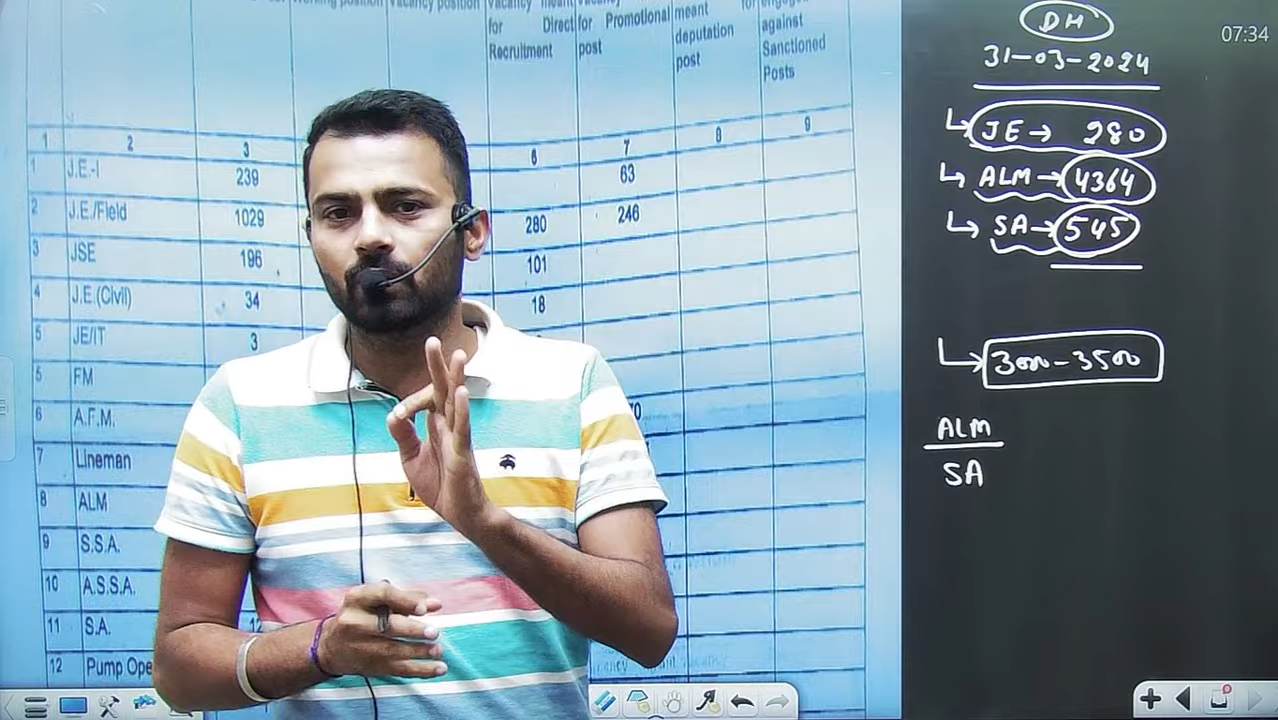 Vacancy position
vacancy meant
for Direct
Recruitment
for Promotional
post
meant for
deputation
post
engaged
against
Sanctioned
Posts
1 2 3 6 7 8 9
1 J.E.-I 239 63
2 J.E./Field 1029 280 246
3 JSE 196 101
4 J.E.(Civil) 34 18
5 JE/IT 3
5 FM
6 A.F.M.
7 Lineman
8 ALM
9 S.S.A.
10 A.S.S.A.
11 S.A. 12
12 Pump Ope
DH
31-03-2024
JE → 280
ALM → 4364
SA → 545
3000-3500
ALM
SA
07:34